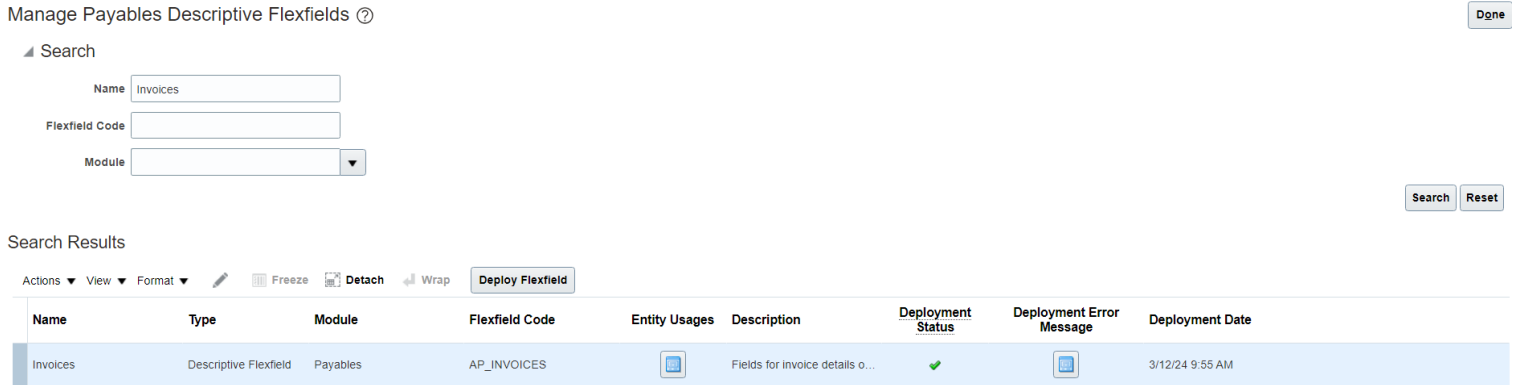 Manage Payables Descriptive Flexfields ?
Done
Search
Name Invoices
Flexfield Code
Module
Search Reset
Search Results
Actions View Format Freeze Detach Wrap Deploy Flexfield
Name Type Module Flexfield Code Entity Usages Description Deployment Status Deployment Error Message Deployment Date
Invoices Descriptive Flexfield Payables AP_INVOICES Fields for invoice details o... 3/12/24 9:55 AM